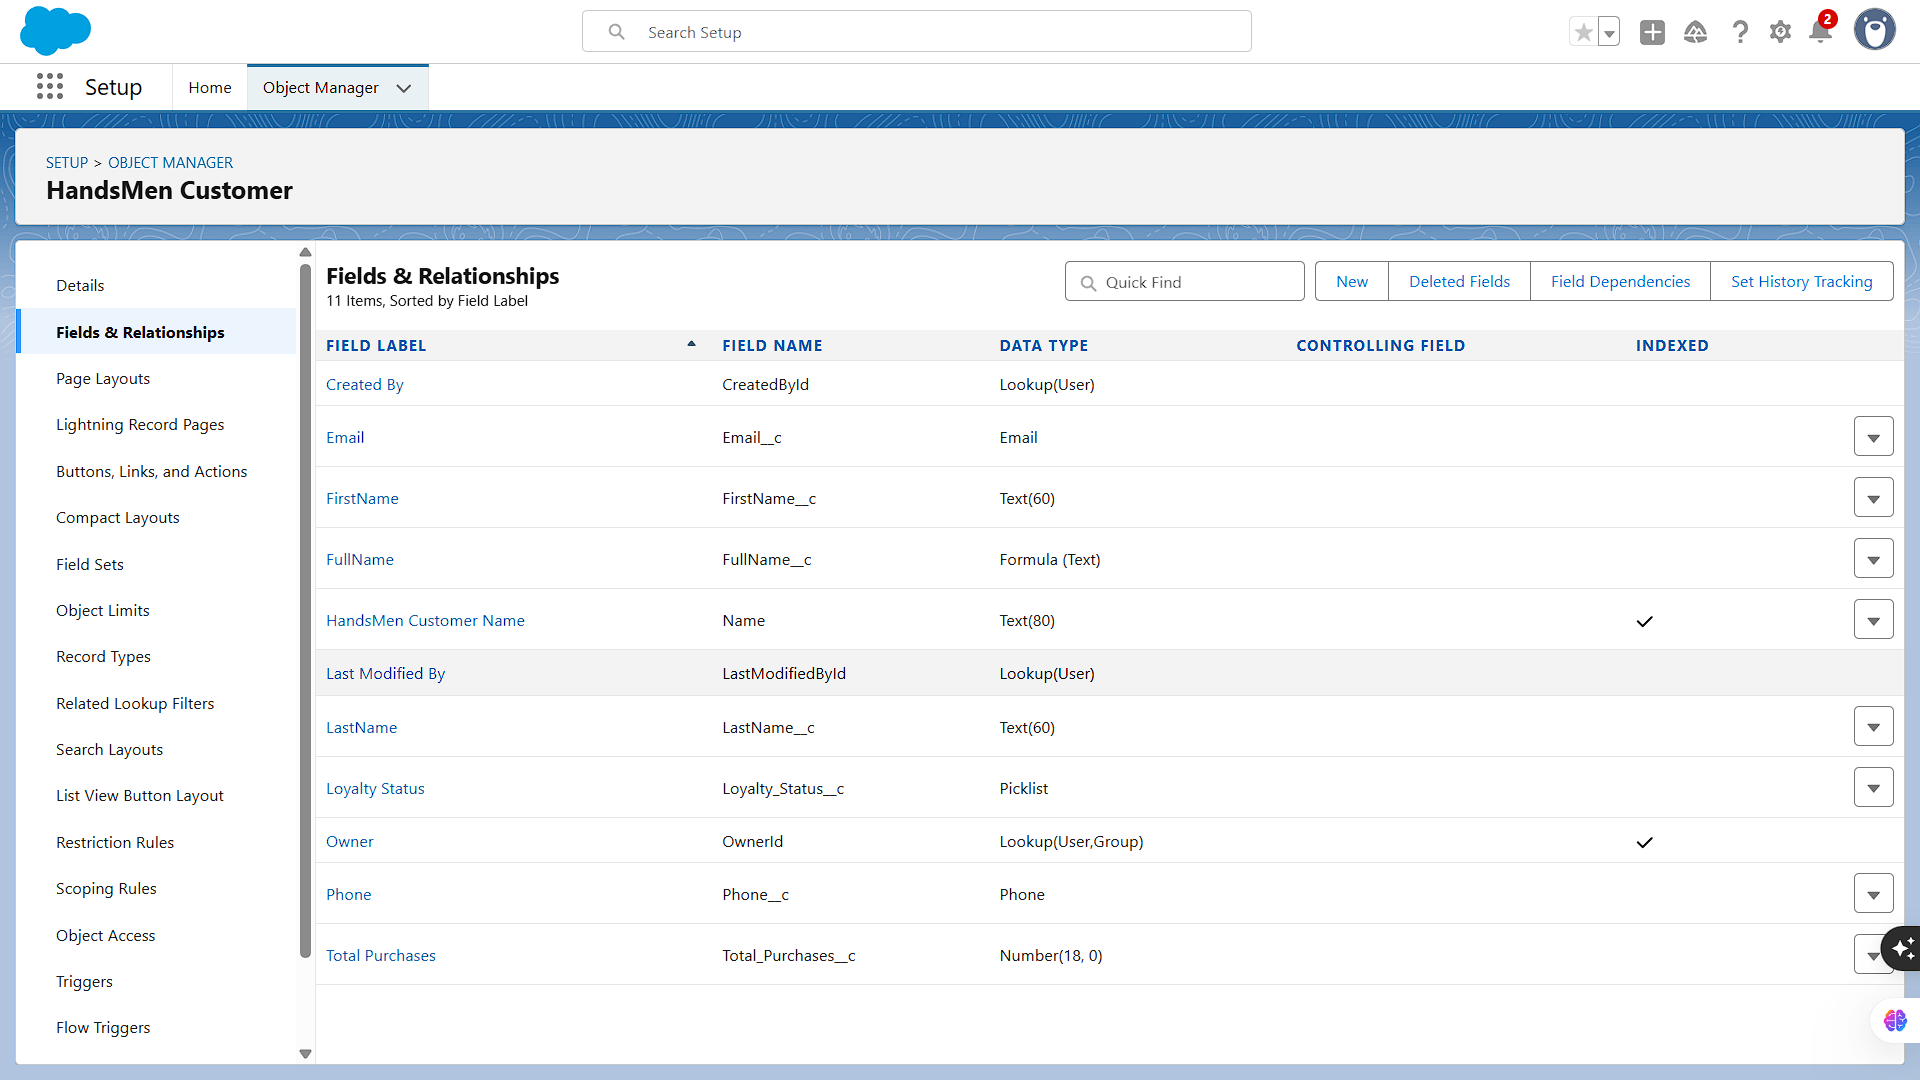 Search Setup
2
Setup
Home
Object Manager
SETUP > OBJECT MANAGER
HandsMen Customer
Details
Fields & Relationships
Page Layouts
Lightning Record Pages
Buttons, Links, and Actions
Compact Layouts
Field Sets
Object Limits
Record Types
Related Lookup Filters
Search Layouts
List View Button Layout
Restriction Rules
Scoping Rules
Object Access
Triggers
Flow Triggers
Fields & Relationships
11 Items, Sorted by Field Label
Quick Find
New
Deleted Fields
Field Dependencies
Set History Tracking
FIELD LABEL FIELD NAME DATA TYPE CONTROLLING FIELD INDEXED
Created By CreatedById Lookup(User)
Email Email__c Email
FirstName FirstName__c Text(60)
FullName FullName__c Formula (Text)
HandsMen Customer Name Name Text(80)
Last Modified By LastModifiedById Lookup(User)
LastName LastName__c Text(60)
Loyalty Status Loyalty_Status__c Picklist
Owner OwnerId Lookup(User,Group)
Phone Phone__c Phone
Total Purchases Total_Purchases__c Number(18, 0)